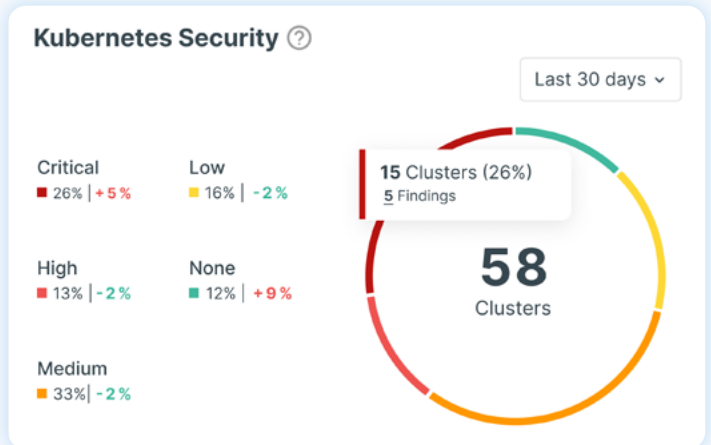 Kubernetes Security ?
Last 30 days
Critical
26% | +5%
Low
16% | -2%
High
13% | -2%
None
12% | +9%
Medium
33% | -2%
15 Clusters (26%)
5 Findings
58
Clusters